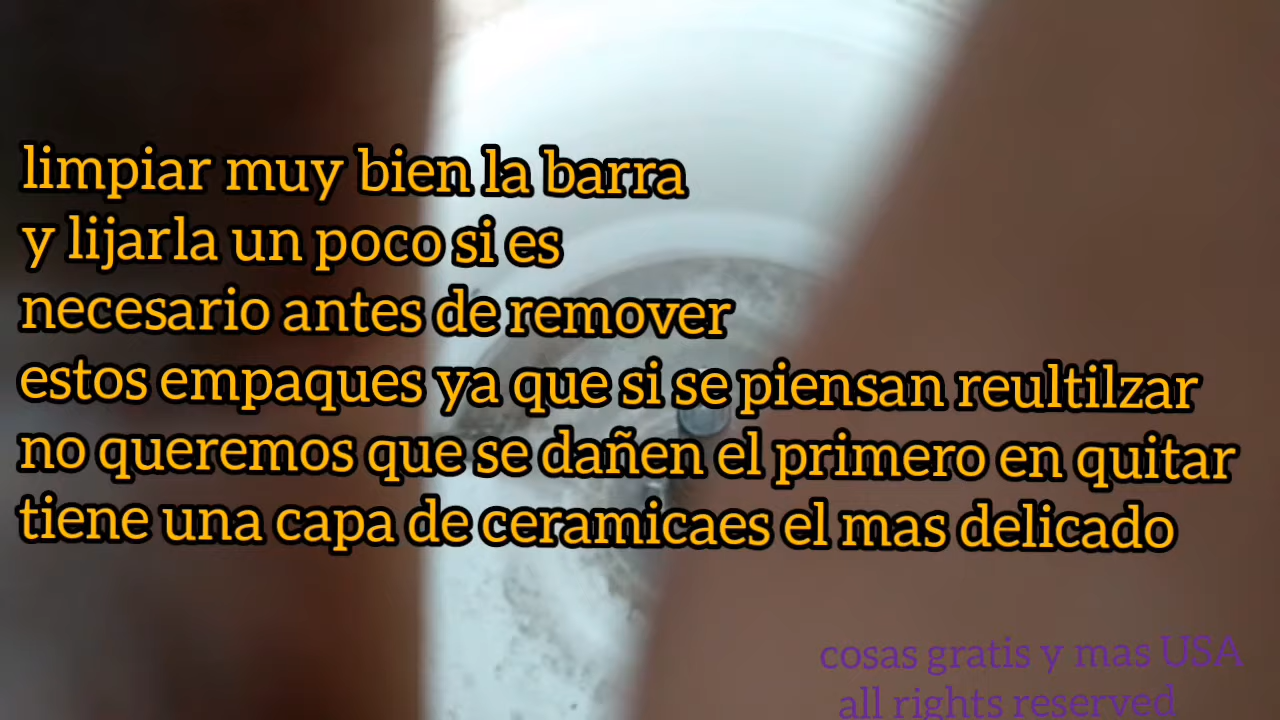 limpiar muy bien la barra
y lijarla un poco si es
necesario antes de remover
estos empaques ya que si se piensan reultilzar
no queremos que se dañen el primero en quitar
tiene una capa de ceramicaes el mas delicado
cosas gratis y mas USA
all rights reserved